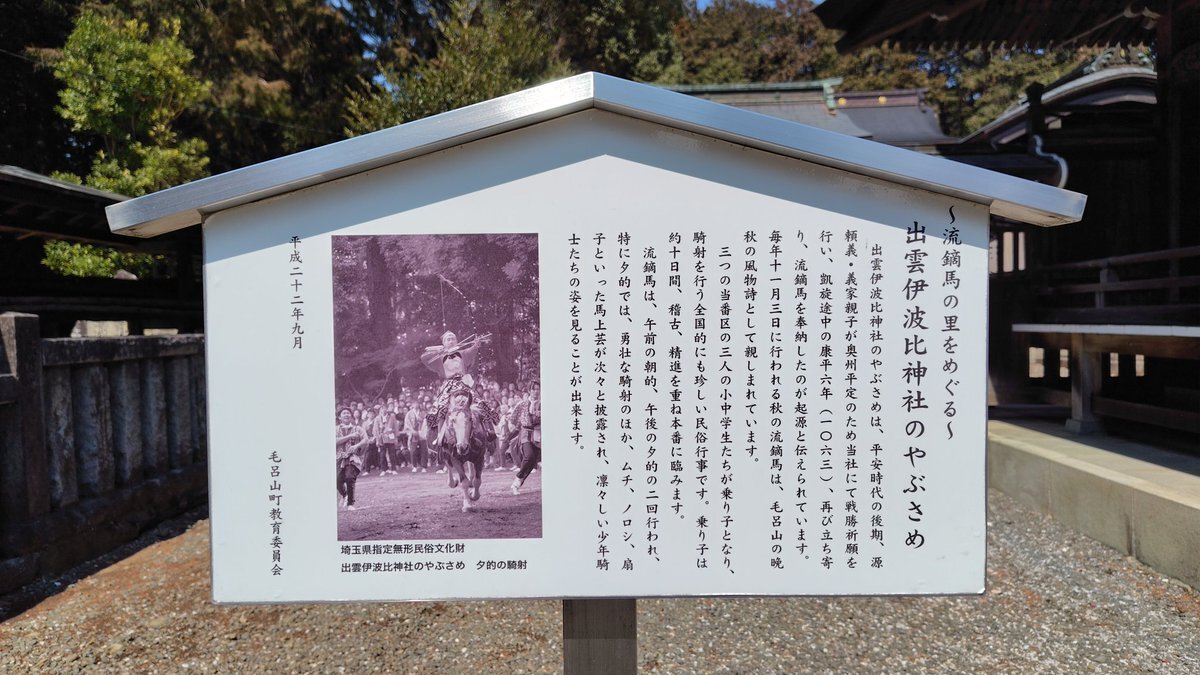 ～流鏑馬の里をめぐる～
出雲伊波比神社のやぶさめ
出雲伊波比神社のやぶさめは、平安時代の後期、源
頼義・義家親子が奥州平定のため当社にて戦勝祈願を
行い、凱旋途中の康平六年（一〇六三）、再び立ち寄
り、流鏑馬を奉納したのが起源と伝えられています。
毎年十一月三日に行われる秋の流鏑馬は、毛呂山の晩
秋の風物詩として親しまれています。
三つの当番区の三人の小中学生たちが乗り子となり、
騎射を行う全国的にも珍しい民俗行事です。乗り子は
約十日間、稽古、精進を重ね本番に臨みます。
流鏑馬は、午前の朝的、午後の夕的の二回行われ、
特に夕的では、勇壮な騎射のほか、ムチ、ノロシ、扇
子といった馬上芸が次々と披露され、凛々しい少年騎
士たちの姿を見ることが出来ます。
埼玉県指定無形民俗文化財
出雲伊波比神社のやぶさめ　夕的の騎射
平成二十二年九月
毛呂山町教育委員会